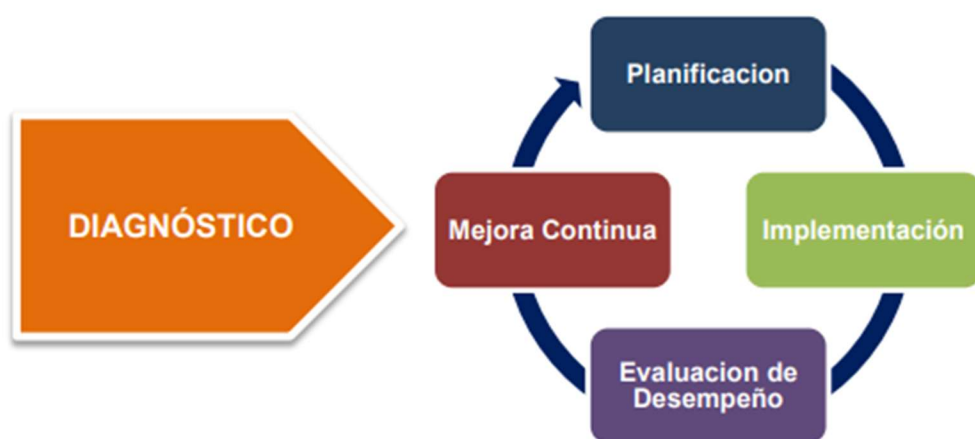 Planificacion
DIAGNÓSTICO
Mejora Continua
Implementación
Evaluacion de
Desempeño